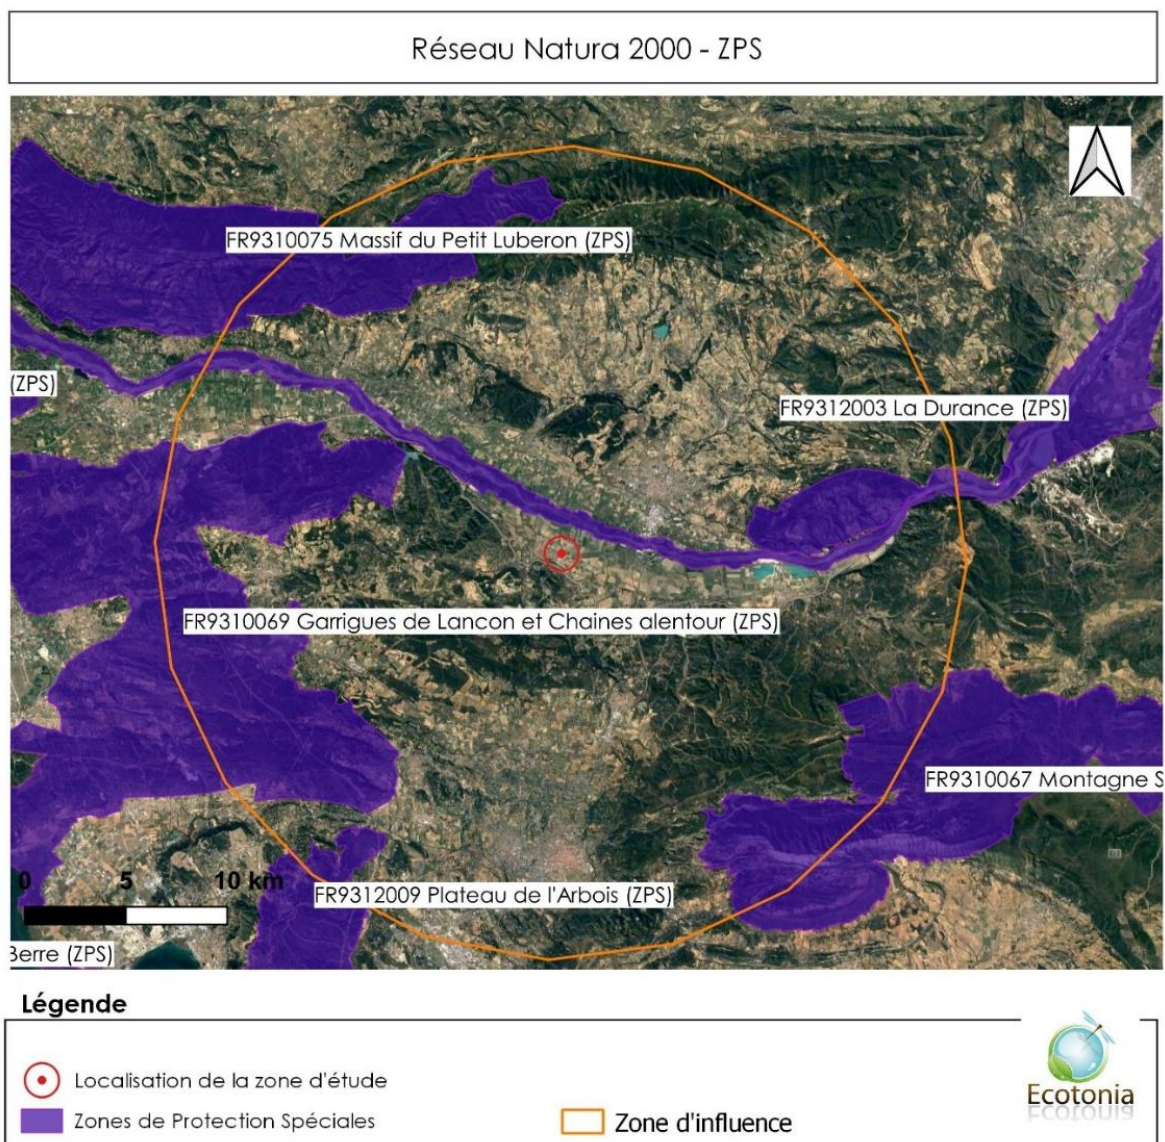 Réseau Natura 2000 - ZPS
FR9310075 Massif du Petit Luberon (ZPS)
(ZPS)
FR9312003 La Durance (ZPS)
FR9310069 Garrigues de Lancon et Chaines alentour (ZPS)
FR9310067 Montagne S
0 5 10 km
FR9312009 Plateau de l'Arbois (ZPS)
Berre (ZPS)
Légende
Localisation de la zone d'étude
Zones de Protection Spéciales
Zone d'influence
Ecotonia